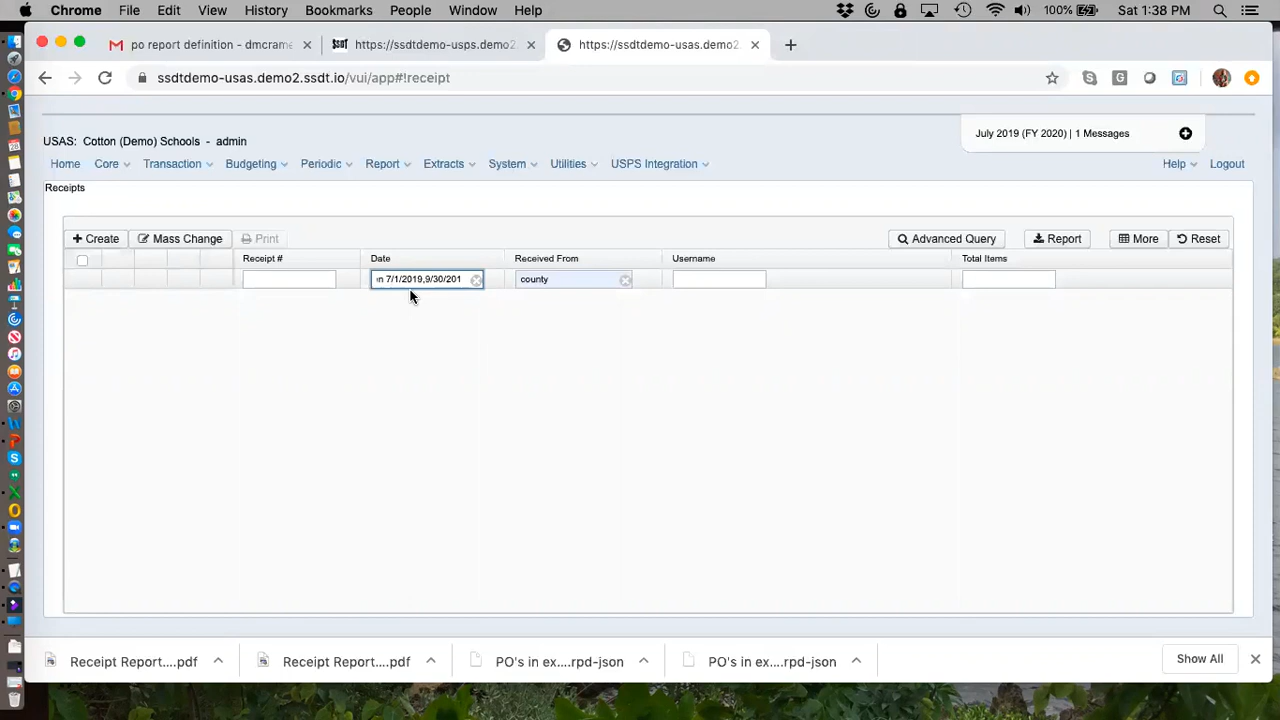 Chrome File Edit View History Bookmarks People Window Help 100% Sat 1:38 PM
po report definition - dmcrame https://ssdtdemo-usps.demo2. https://ssdtdemo-usas.demo2.
ssdtdemo-usas.demo2.ssdt.io/vui/app#!receipt
July 2019 (FY 2020) | 1 Messages
USAS: Cotton (Demo) Schools - admin
Home Core Transaction Budgeting Periodic Report Extracts System Utilities USPS Integration Help Logout
Receipts
+ Create Mass Change Print Advanced Query Report More Reset
Receipt # Date Received From Username Total Items
n 7/1/2019,9/30/201 county
Receipt Report....pdf Receipt Report....pdf PO's in ex....rpd-json PO's in ex....rpd-json Show All